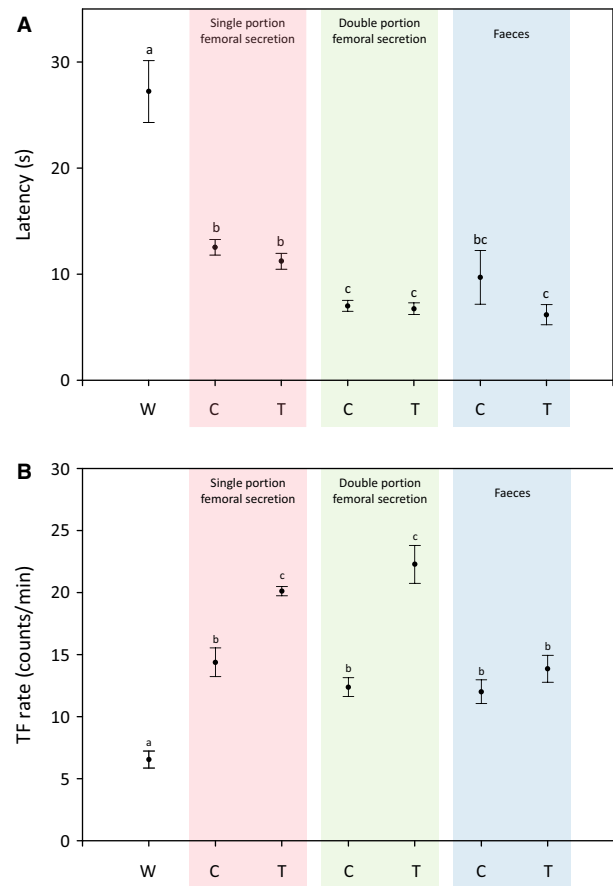 A
Single portion
femoral secretion
Double portion
femoral secretion
Faeces
Latency (s)
30
20
10
0
a
b
b
c
c
bc
c
W
C
T
C
T
C
T
B
Single portion
femoral secretion
Double portion
femoral secretion
Faeces
TF rate (counts/min)
30
25
20
15
10
5
0
a
b
c
b
c
b
b
W
C
T
C
T
C
T